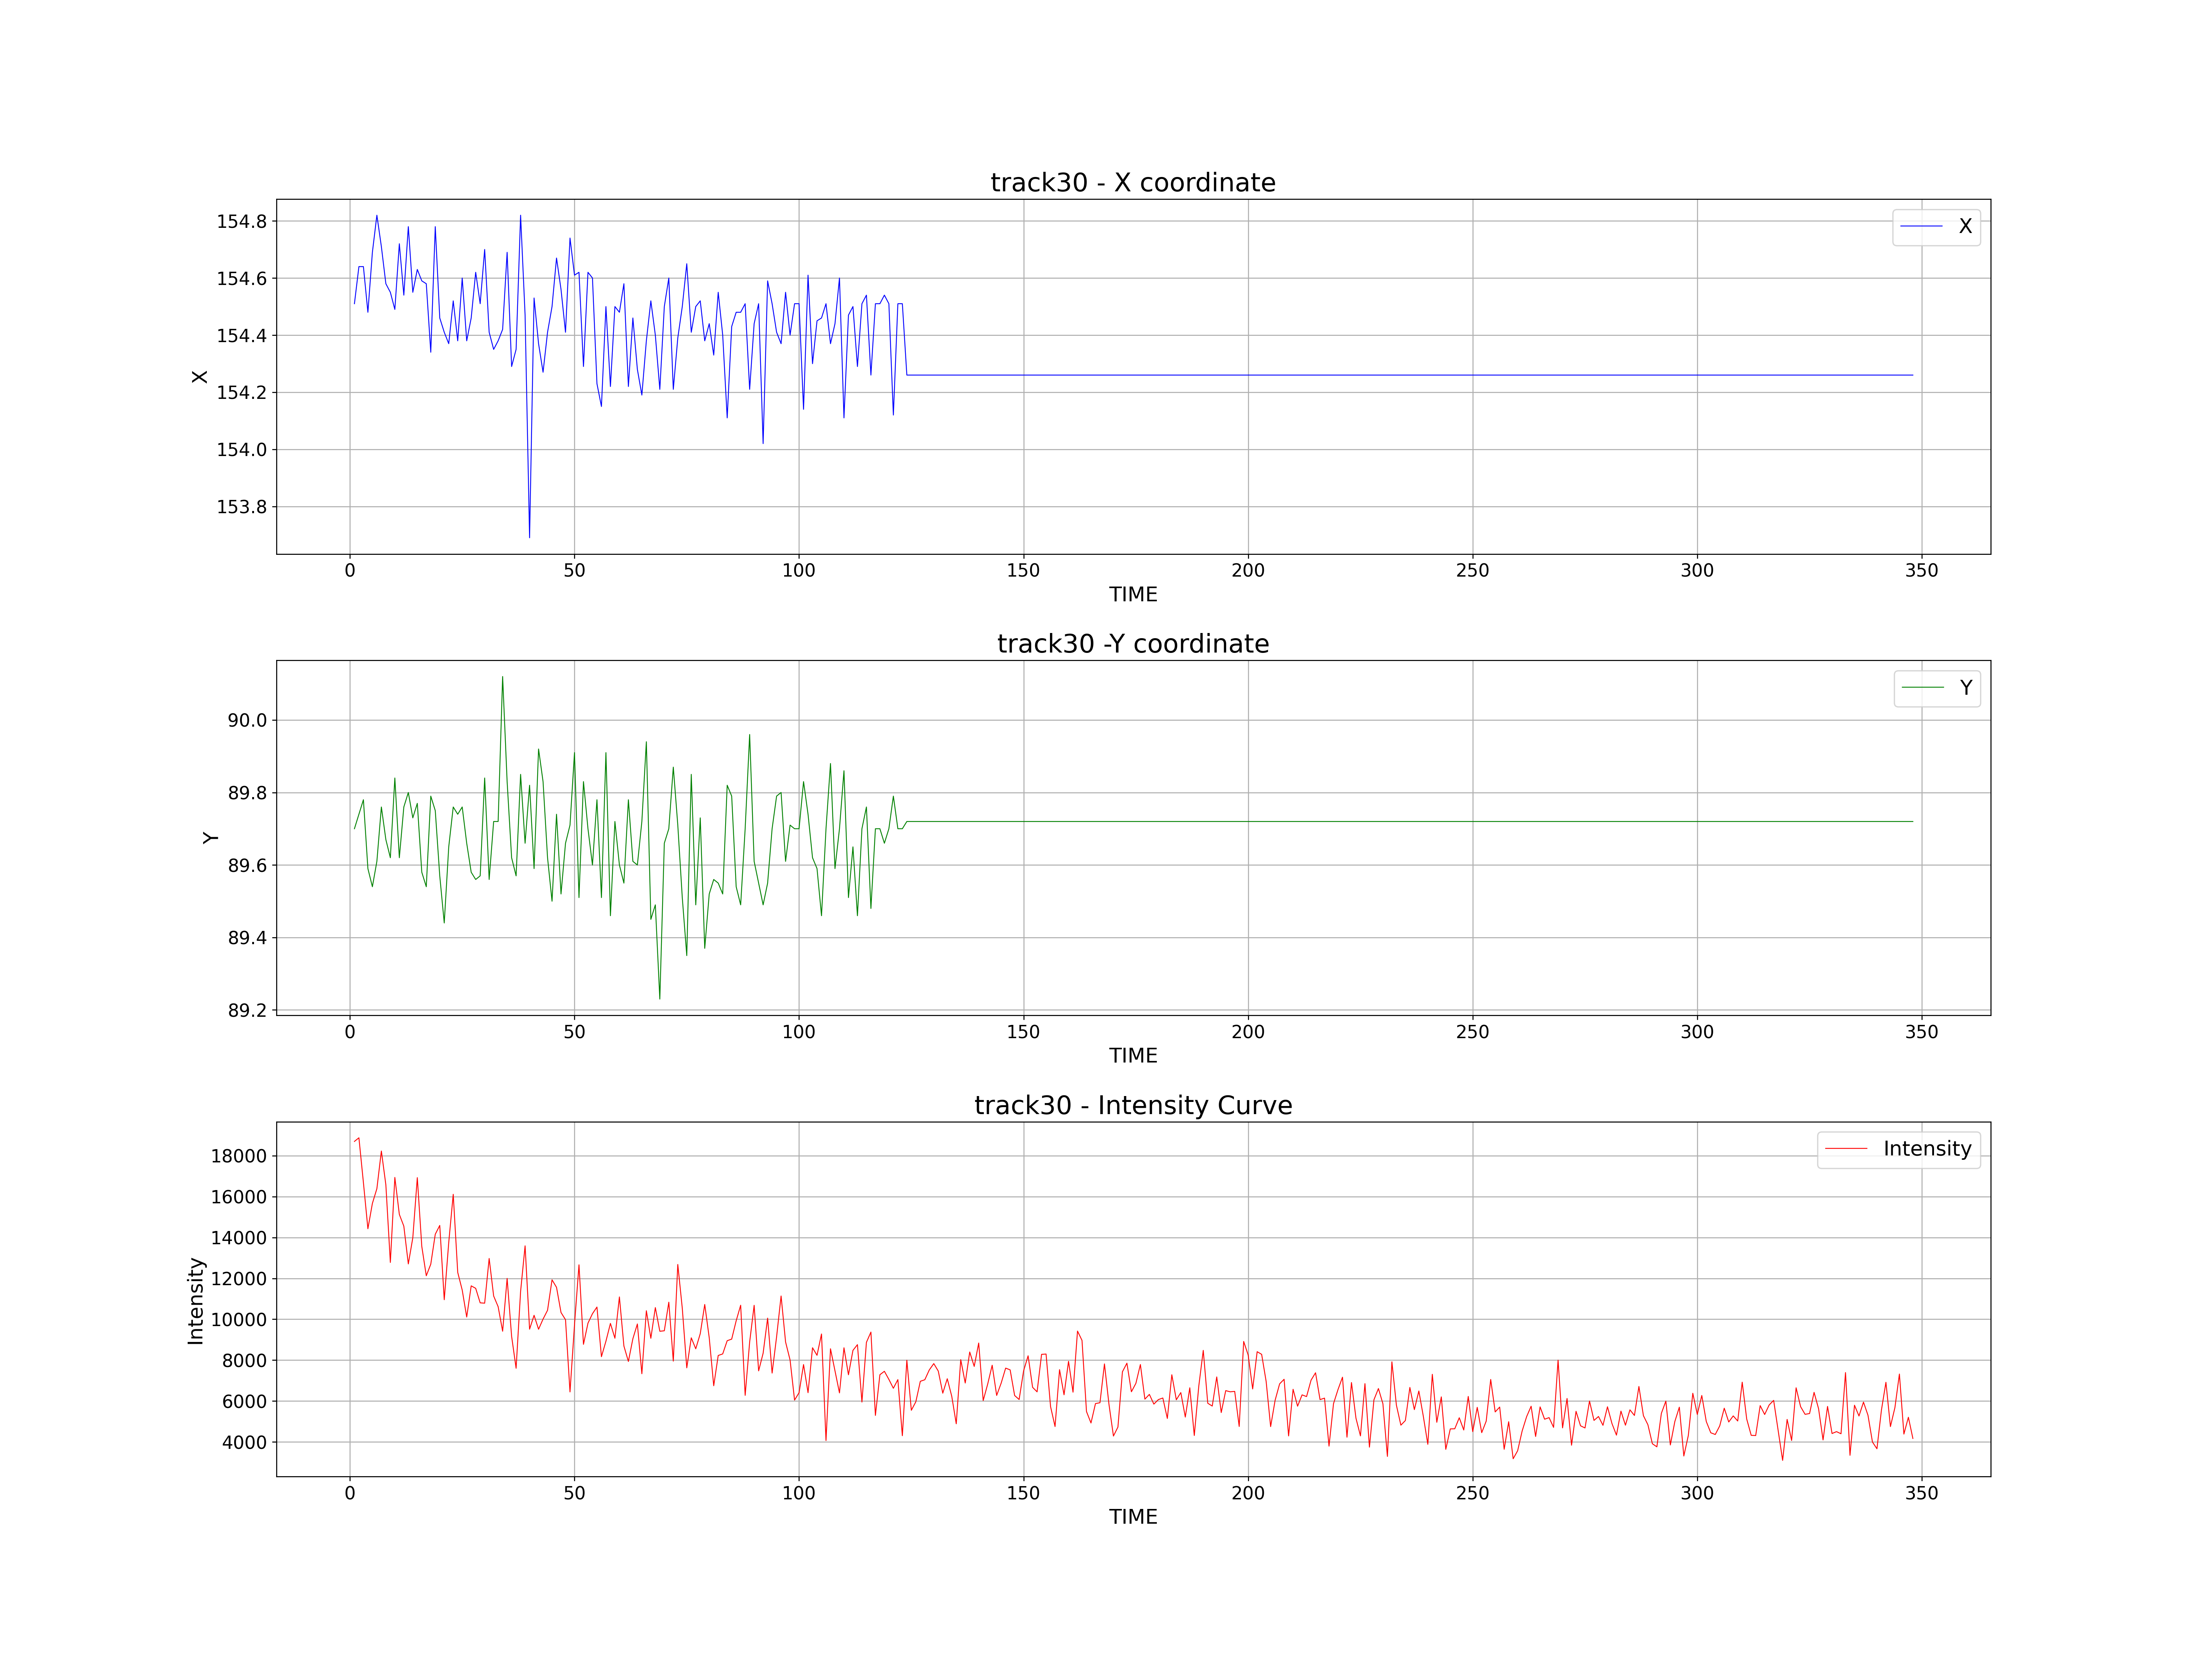 track30 - X coordinate
X
154.8
154.6
154.4
154.2
154.0
153.8
X
0 50 100 150 200 250 300 350
TIME
track30 -Y coordinate
Y
90.0
89.8
89.6
89.4
89.2
Y
0 50 100 150 200 250 300 350
TIME
track30 - Intensity Curve
Intensity
18000
16000
14000
12000
10000
8000
6000
4000
Intensity
0 50 100 150 200 250 300 350
TIME